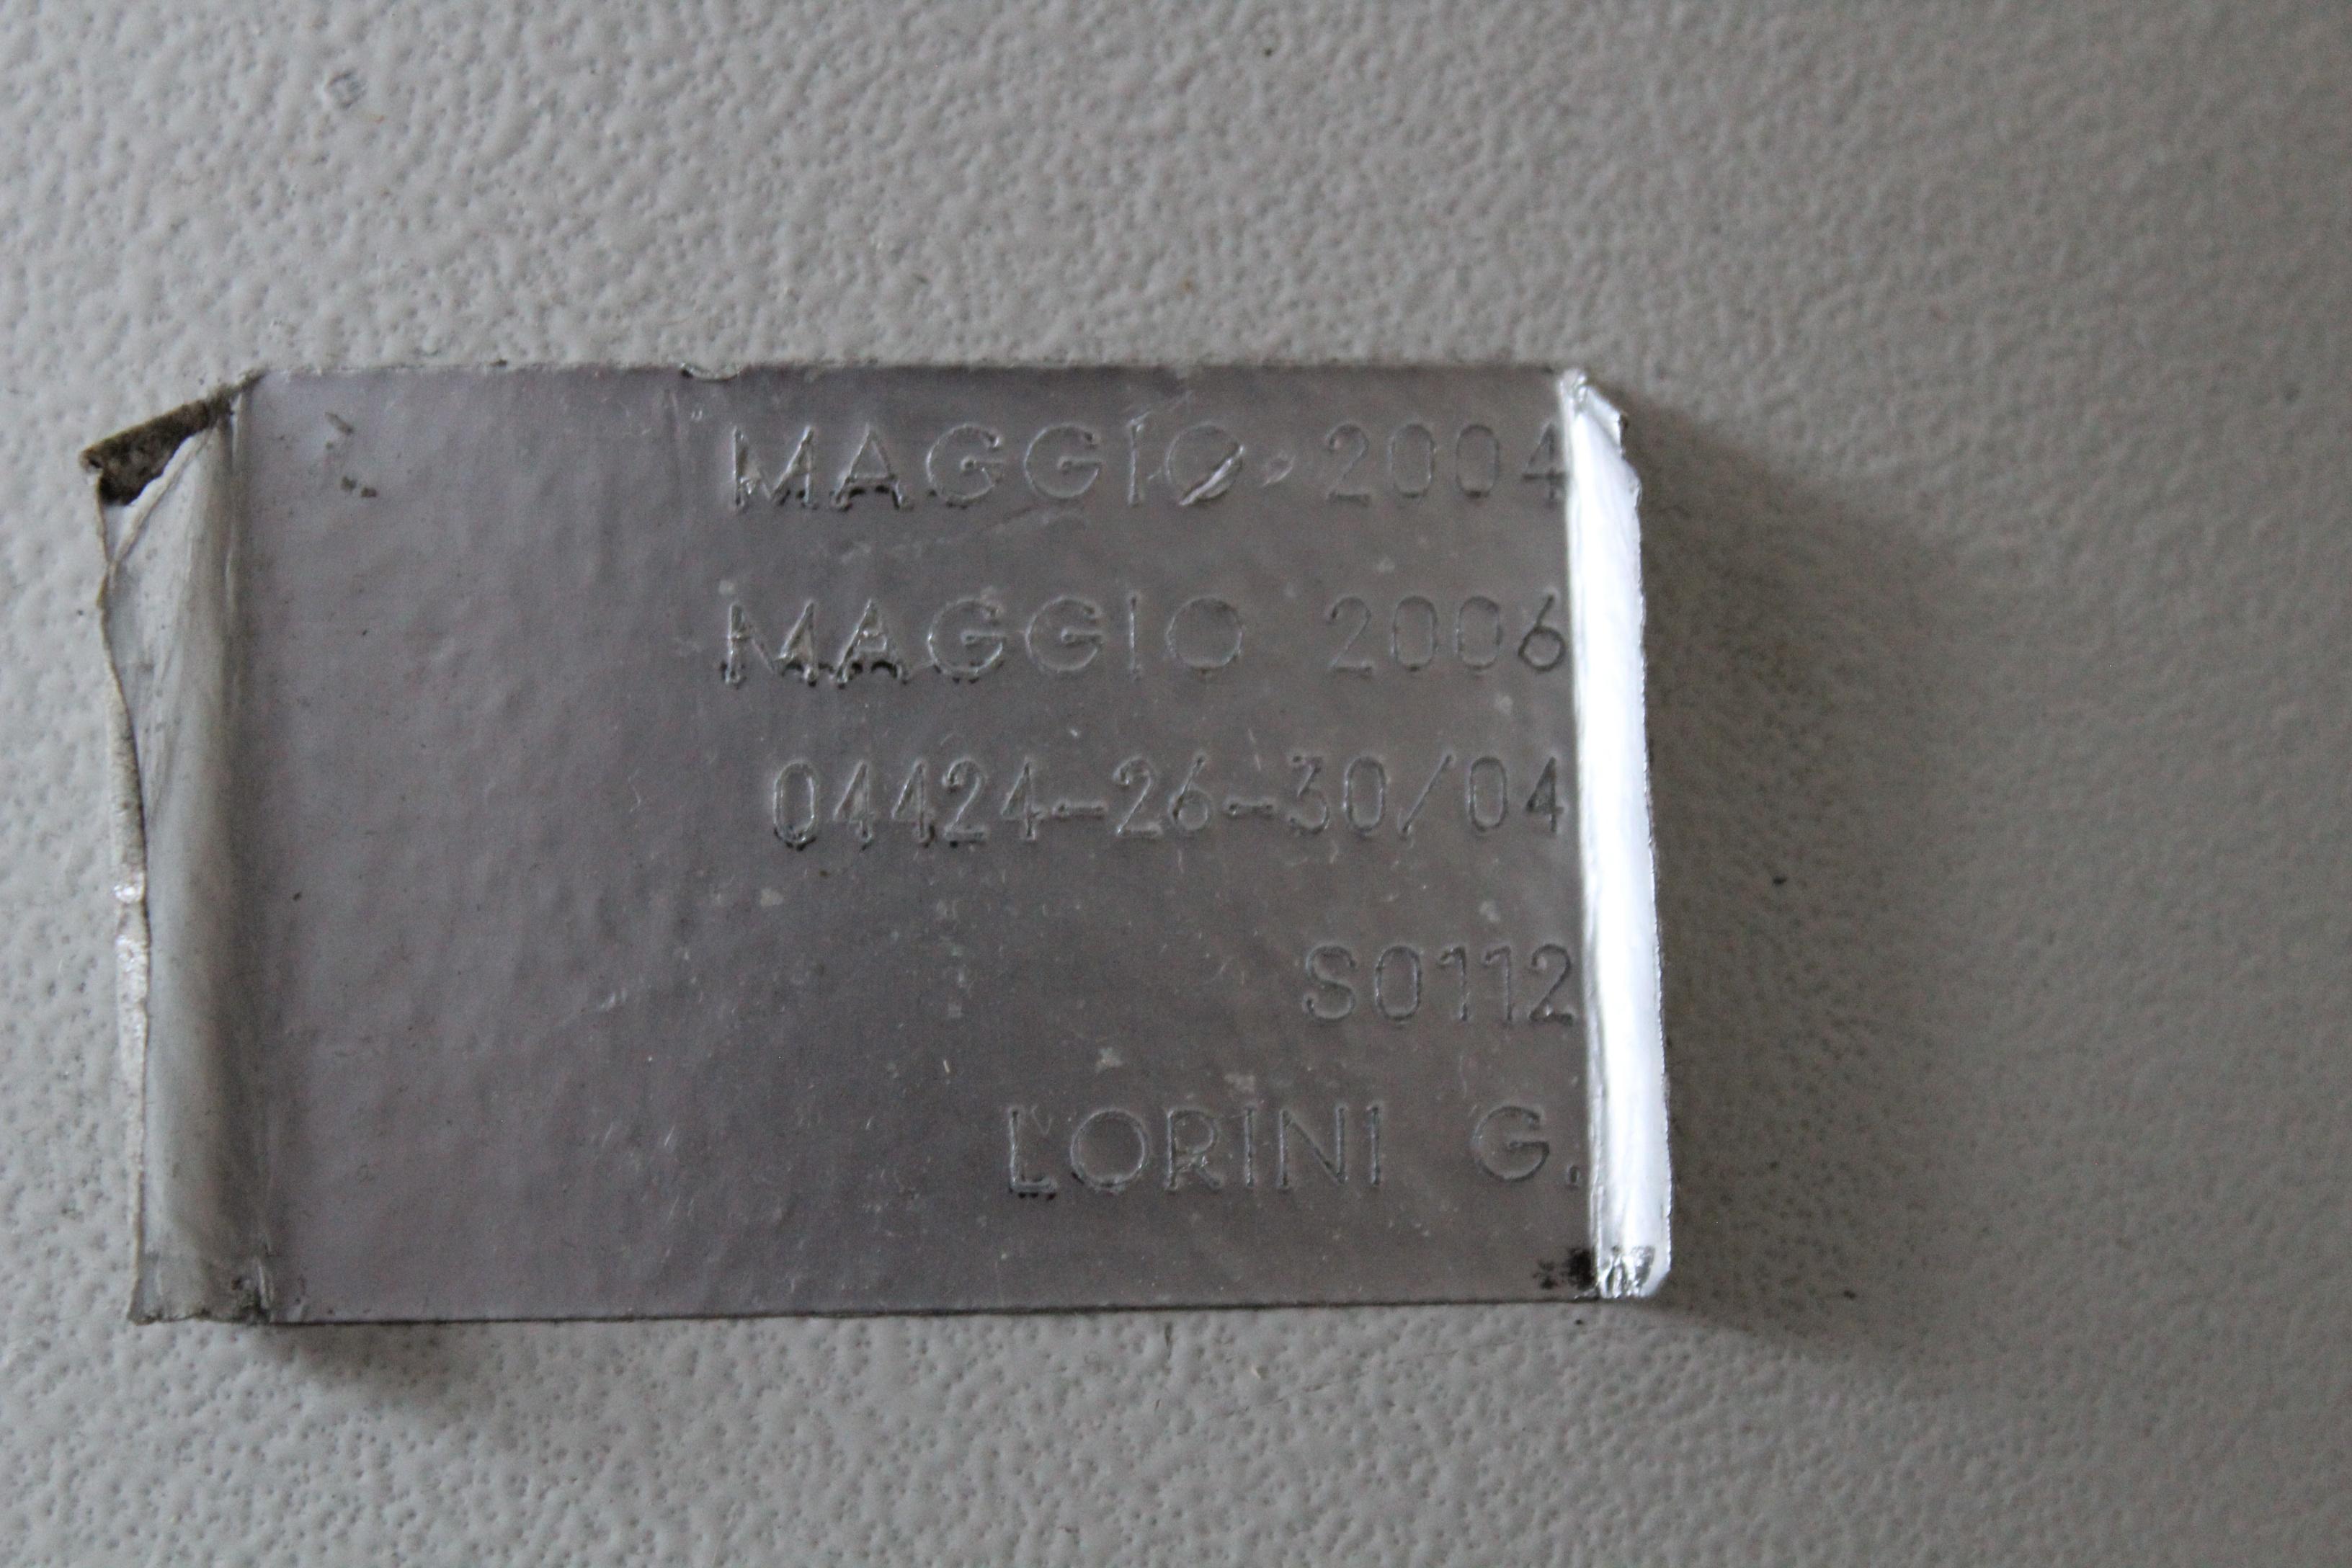 MAGGIO 2004
MAGGIO 2006
04424-26-30/04
S0112
LORINI G.